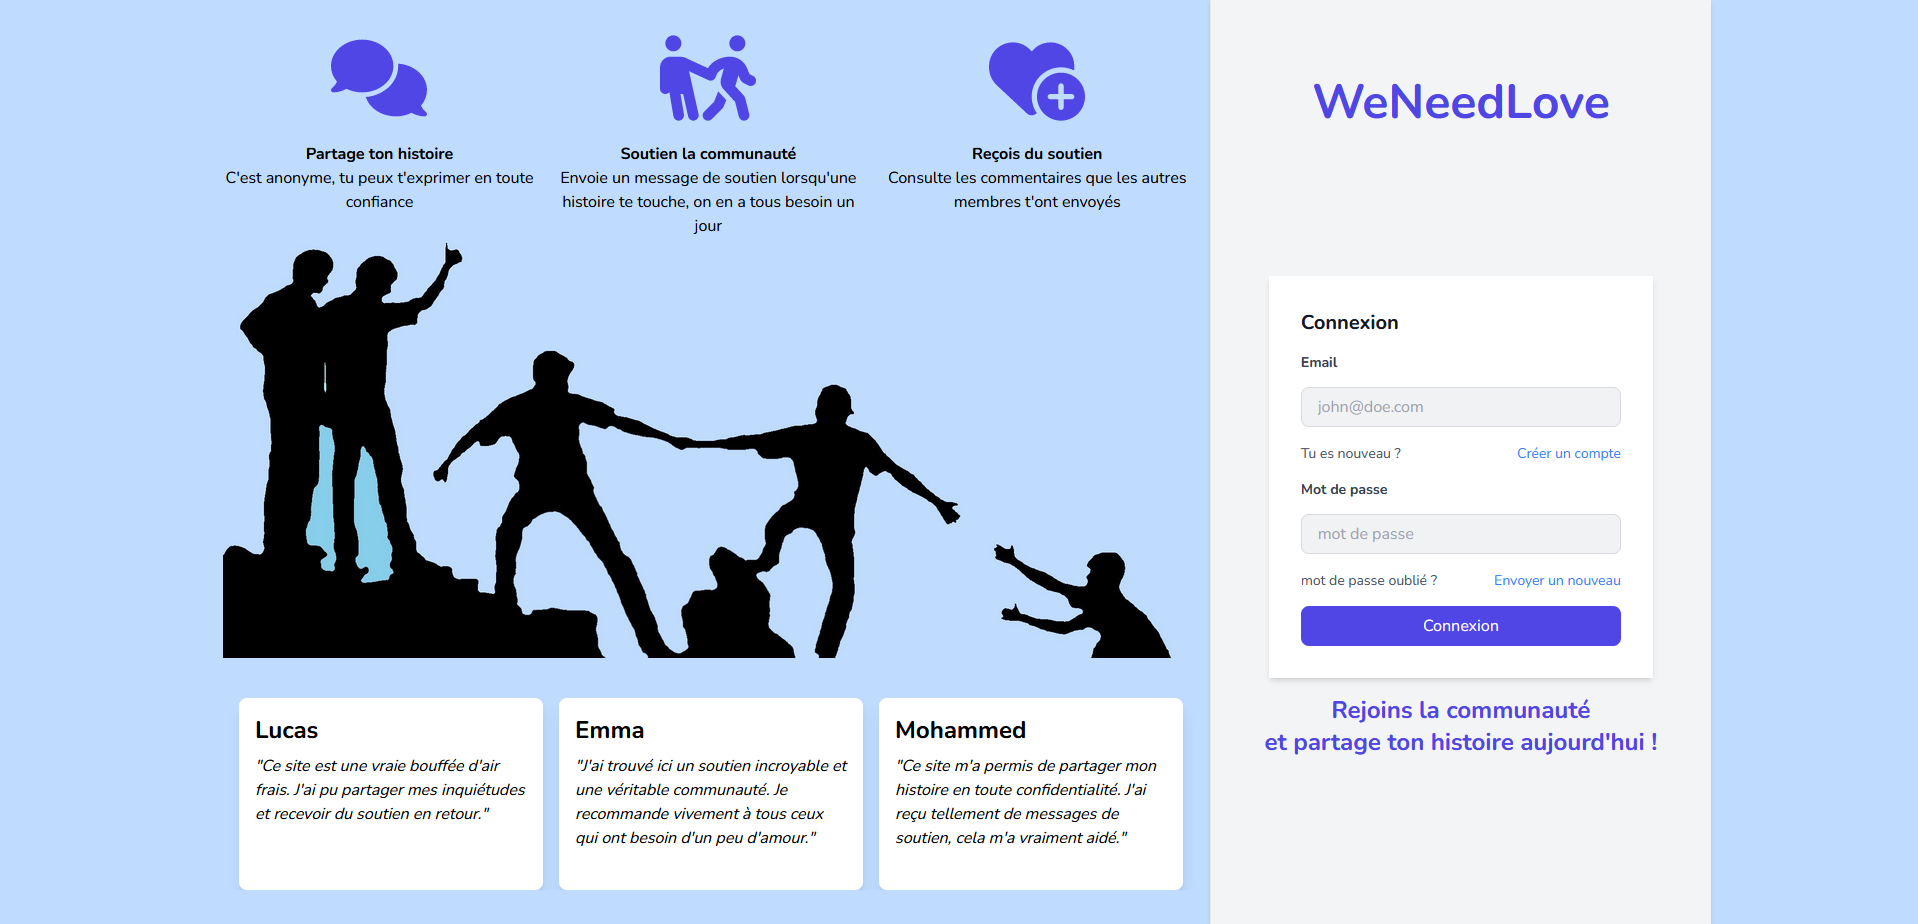 Partage ton histoire
C'est anonyme, tu peux t'exprimer en toute
confiance
Soutien la communauté
Envoie un message de soutien lorsqu'une
histoire te touche, on en a tous besoin un
jour
Reçois du soutien
Consulte les commentaires que les autres
membres t'ont envoyés
Lucas
"Ce site est une vraie bouffée d'air
frais. J'ai pu partager mes inquiétudes
et recevoir du soutien en retour."
Emma
"J'ai trouvé ici un soutien incroyable et
une véritable communauté. Je
recommande vivement à tous ceux
qui ont besoin d'un peu d'amour."
Mohammed
"Ce site m'a permis de partager mon
histoire en toute confidentialité. J'ai
reçu tellement de messages de
soutien, cela m'a vraiment aidé."
WeNeedLove
Connexion
Email
john@doe.com
Tu es nouveau ? Créer un compte
Mot de passe
mot de passe
mot de passe oublié ? Envoyer un nouveau
Connexion
Rejoins la communauté
et partage ton histoire aujourd'hui !